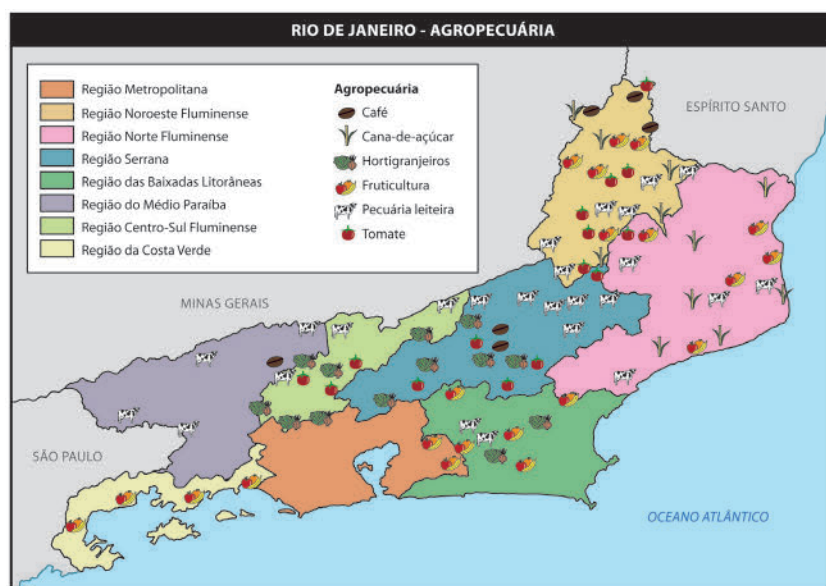 RIO DE JANEIRO - AGROPECUÁRIA
Região Metropolitana
Região Noroeste Fluminense
Região Norte Fluminense
Região Serrana
Região das Baixadas Litorâneas
Região do Médio Paraíba
Região Centro-Sul Fluminense
Região da Costa Verde
Agropecuária
Café
Cana-de-açúcar
Hortigranjeiros
Fruticultura
Pecuária leiteira
Tomate
ESPÍRITO SANTO
MINAS GERAIS
SÃO PAULO
OCEANO ATLÂNTICO